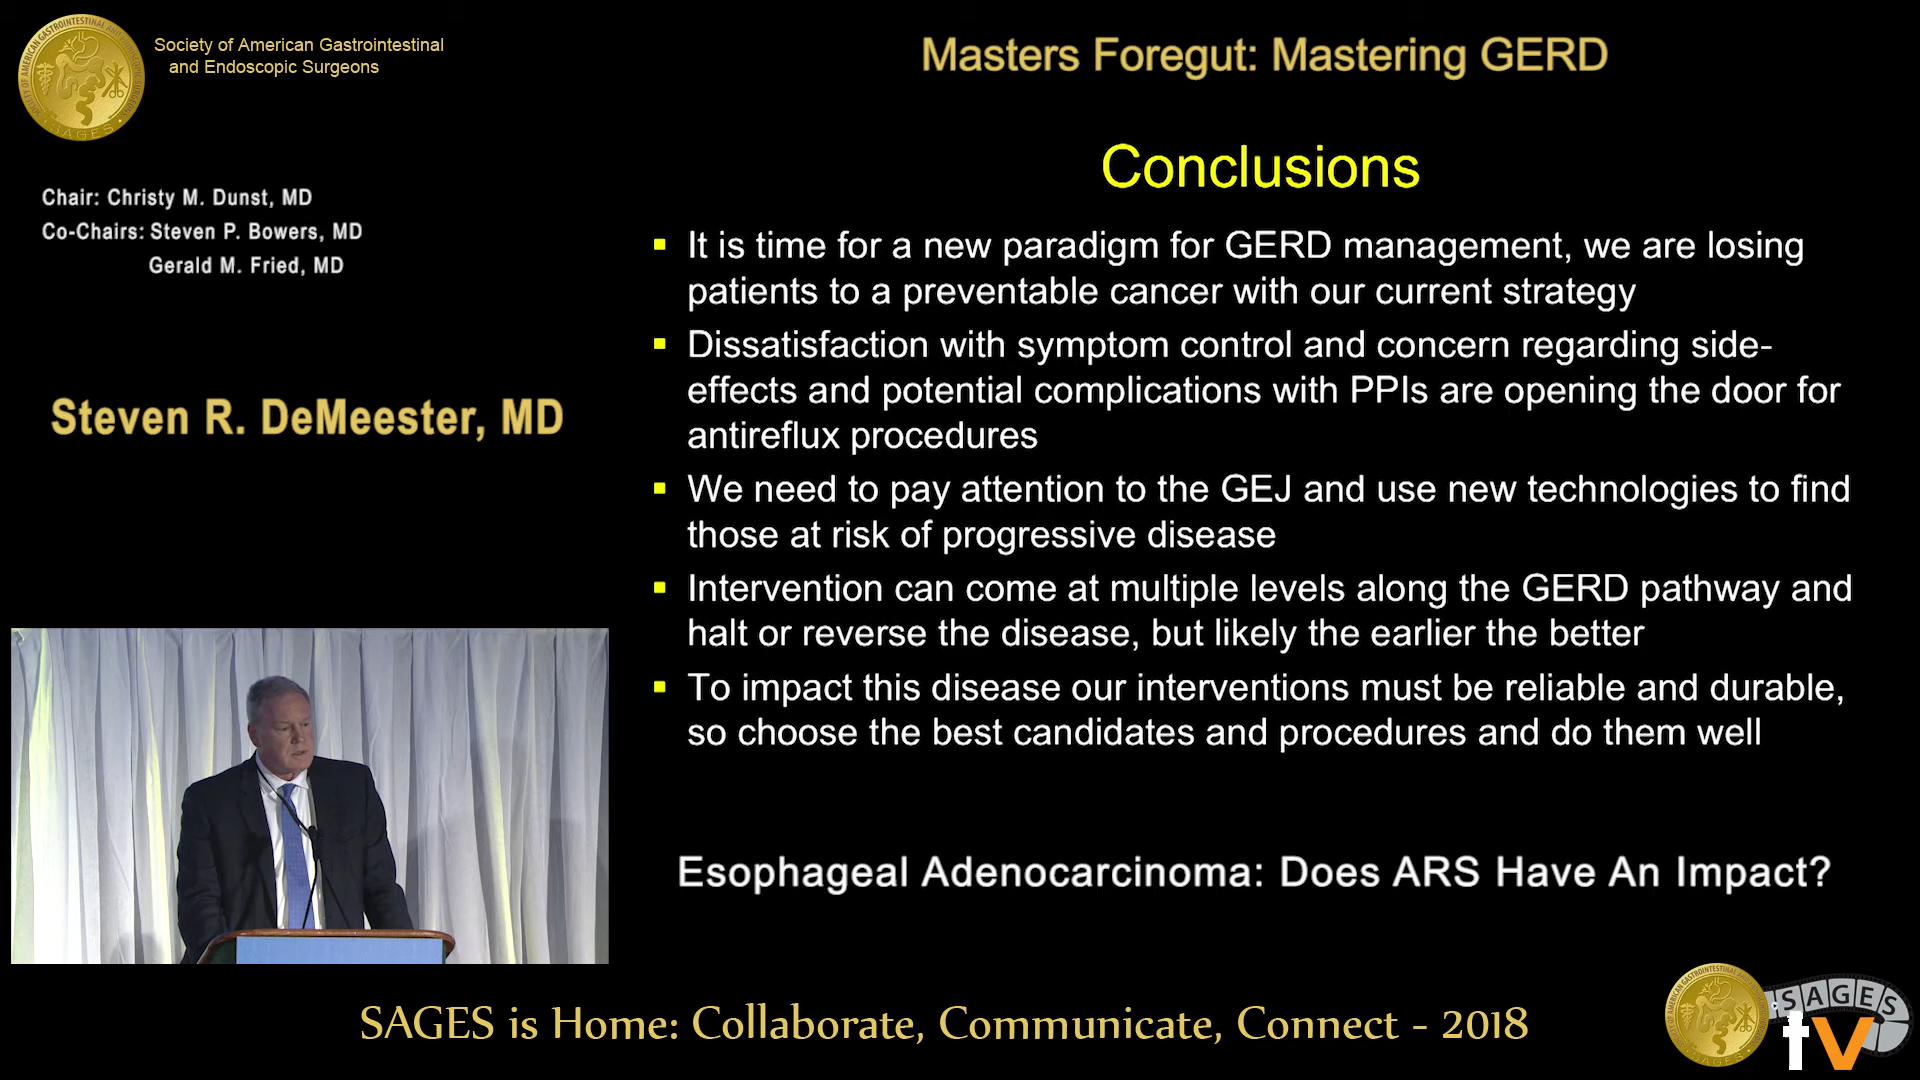 Society of American Gastrointestinal
and Endoscopic Surgeons
Masters Foregut: Mastering GERD
Chair: Christy M. Dunst, MD
Co-Chairs: Steven P. Bowers, MD
Gerald M. Fried, MD
Steven R. DeMeester, MD
Conclusions
It is time for a new paradigm for GERD management, we are losing
patients to a preventable cancer with our current strategy
Dissatisfaction with symptom control and concern regarding side-
effects and potential complications with PPIs are opening the door for
antireflux procedures
We need to pay attention to the GEJ and use new technologies to find
those at risk of progressive disease
Intervention can come at multiple levels along the GERD pathway and
halt or reverse the disease, but likely the earlier the better
To impact this disease our interventions must be reliable and durable,
so choose the best candidates and procedures and do them well
Esophageal Adenocarcinoma: Does ARS Have An Impact?
SAGES is Home: Collaborate, Communicate, Connect - 2018
SAGES
tv